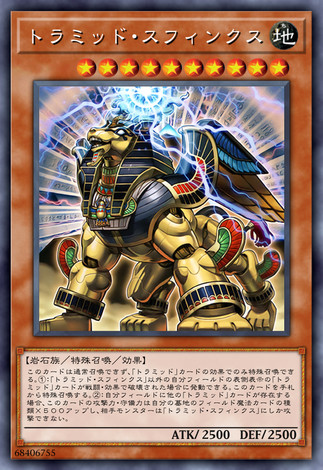 トラミッド・スフィンクス
地
【岩石族／特殊召喚／効果】
このカードは通常召喚できず、「トラミッド」カードの効果でのみ特殊召喚でき
る。①:「トラミッド・スフィンクス」以外の自分フィールドの表側表示の「トラ
ミッド」カードが戦闘・効果で破壊された場合に発動できる。このカードを手札
から特殊召喚する。②:自分フィールドに他の「トラミッド」カードが存在する
場合、このカードの攻撃力・守備力は自分の墓地のフィールド魔法カードの種
類×５００アップし、相手モンスターは「トラミッド・スフィンクス」にしか攻
撃できない。
ATK/ 2500 DEF/ 2500
68406755